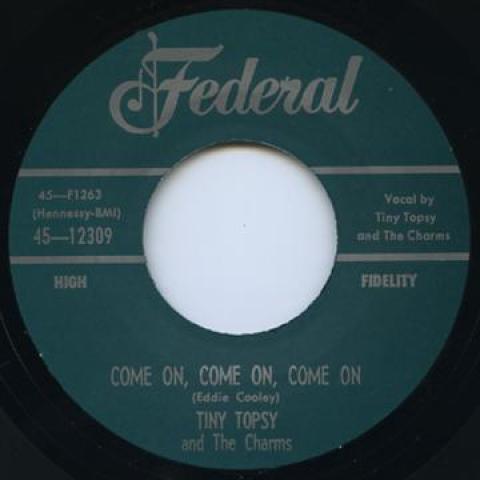 Federal
45—F1263
(Hennessy-BMI)
45—12309
Vocal by
Tiny Topsy
and The Charms
HIGH FIDELITY
COME ON, COME ON, COME ON
(Eddie Cooley)
TINY TOPSY
and The Charms